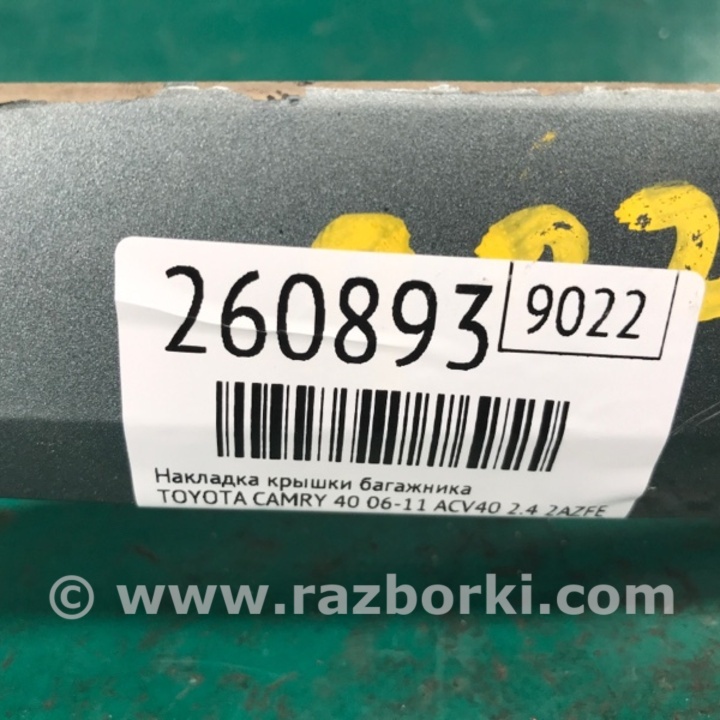 260893
9022
Накладка крышки багажника
TOYOTA CAMRY 40 06-11 ACV40 2.4 2AZFE
© www.razborki.com